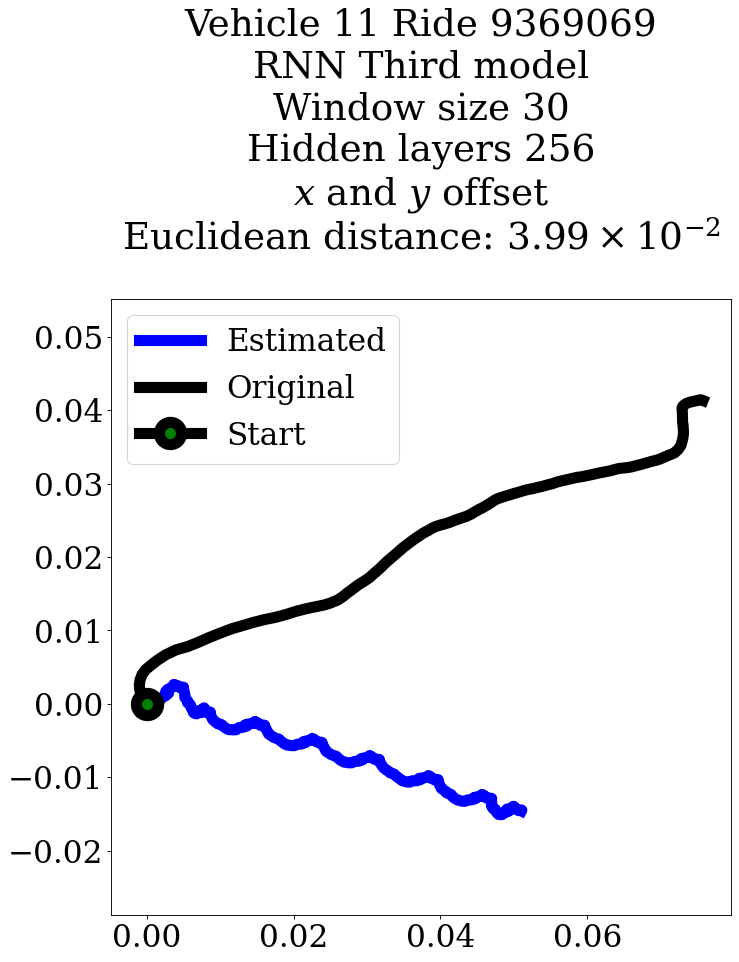 Vehicle 11 Ride 9369069
RNN Third model
Window size 30
Hidden layers 256
x and y offset
Euclidean distance: 3.99 × 10⁻²
Estimated
Original
Start
0.05
0.04
0.03
0.02
0.01
0.00
−0.01
−0.02
0.00 0.02 0.04 0.06